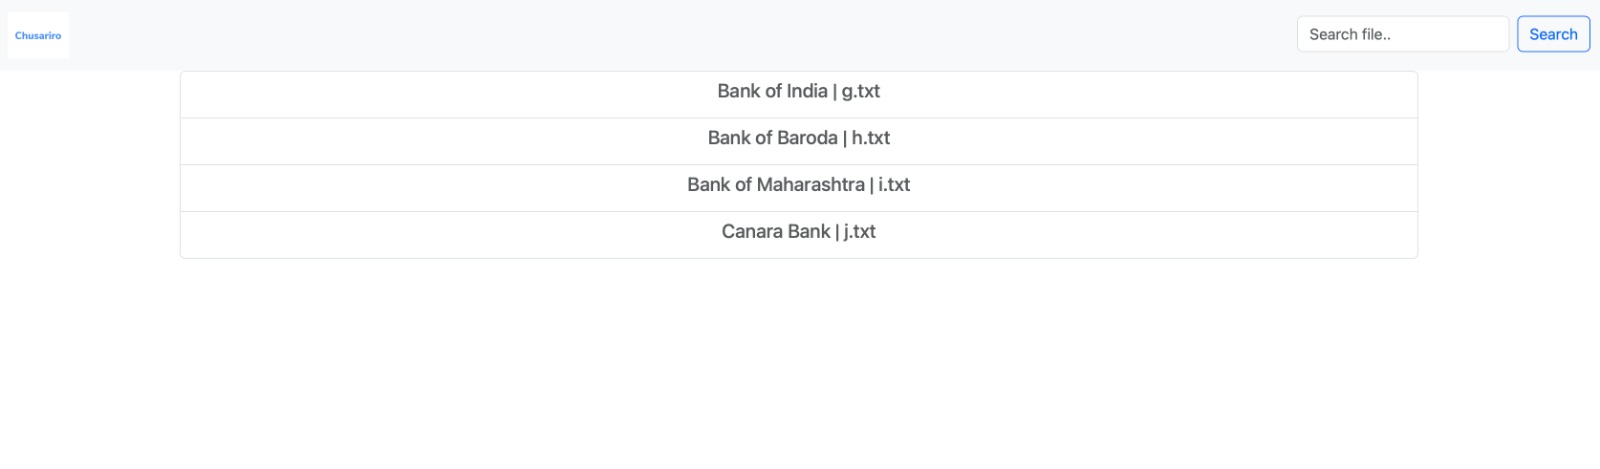 Chusariro
Search file..
Search
Bank of India | g.txt
Bank of Baroda | h.txt
Bank of Maharashtra | i.txt
Canara Bank | j.txt